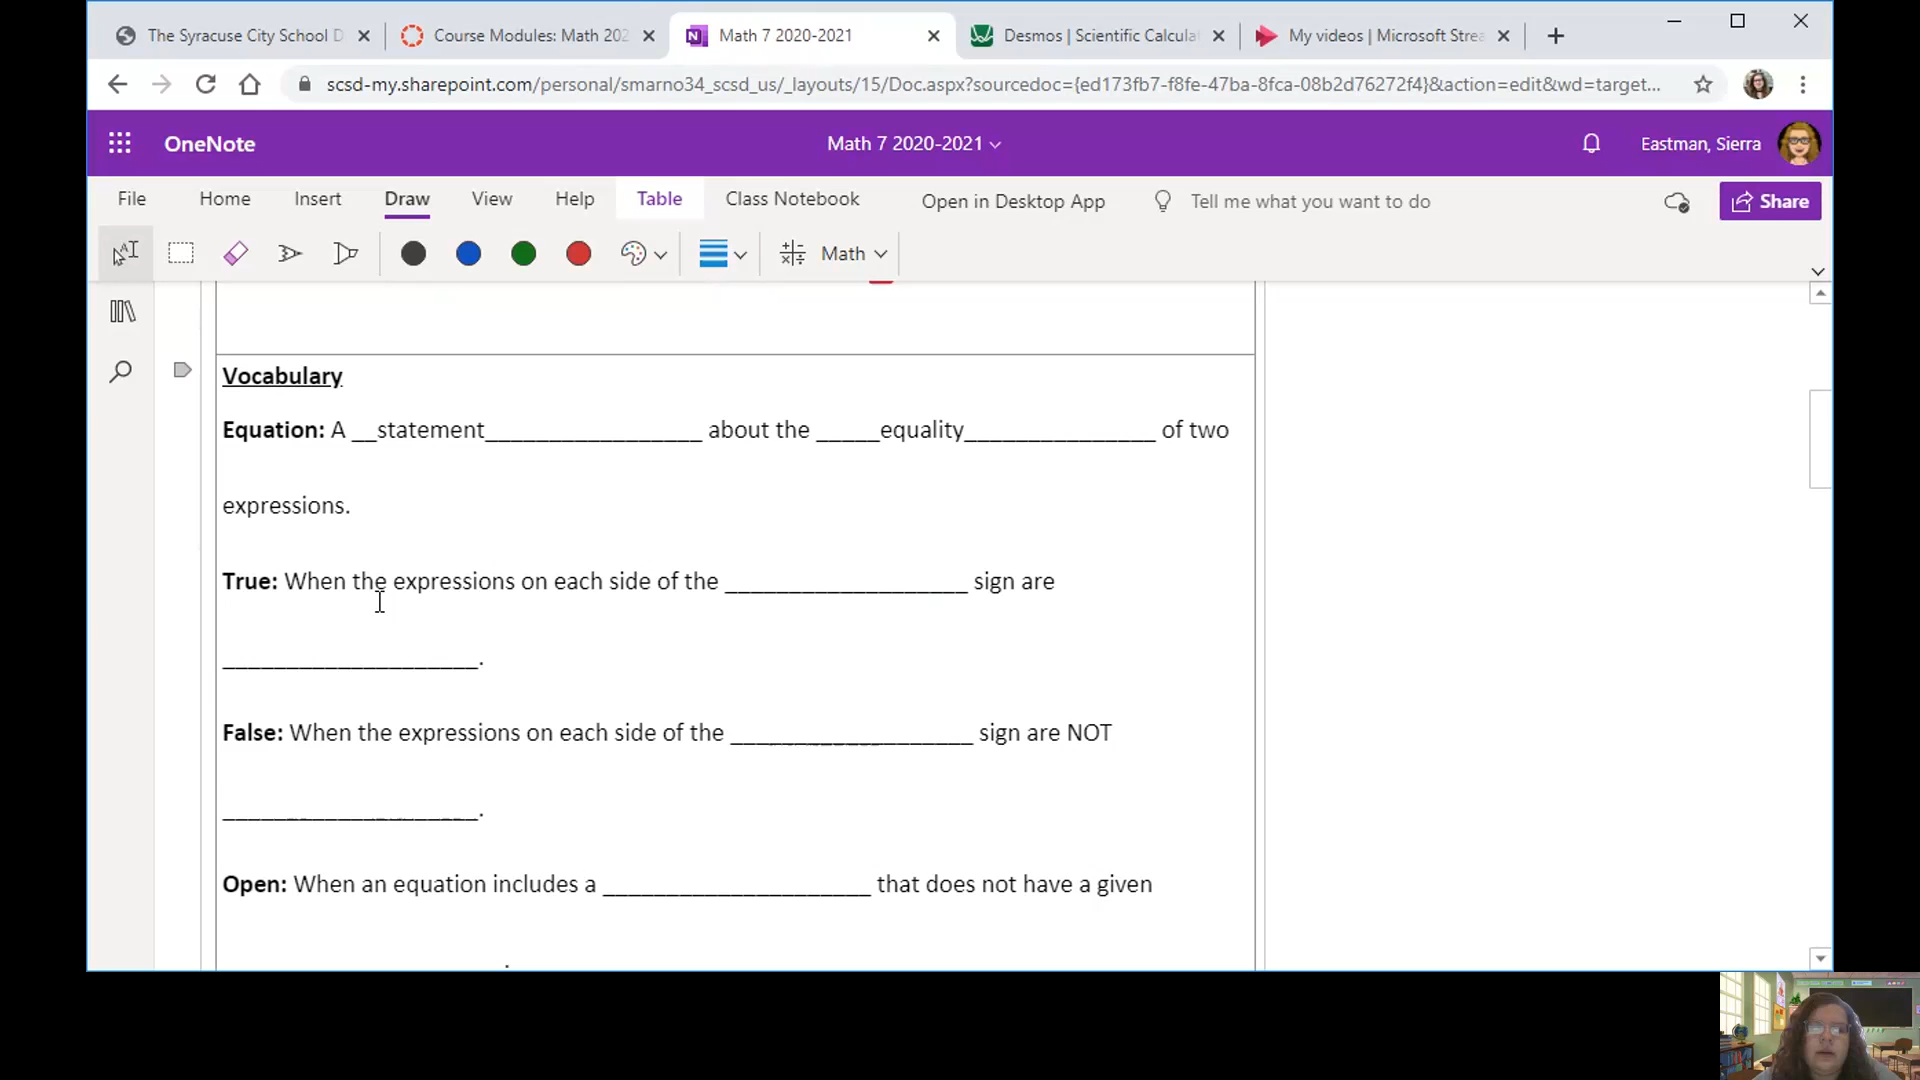 The Syracuse City School D
Course Modules: Math 202
Math 7 2020-2021
Desmos | Scientific Calcula
My videos | Microsoft Strea
scsd-my.sharepoint.com/personal/smarno34_scsd_us/_layouts/15/Doc.aspx?sourcedoc={ed173fb7-f8fe-47ba-8fca-08b2d76272f4}&action=edit&wd=target...
OneNote
Math 7 2020-2021
Eastman, Sierra
File Home Insert Draw View Help Table Class Notebook Open in Desktop App Tell me what you want to do Share
Math
Vocabulary
Equation: A __statement_________________ about the _____equality_______________ of two
expressions.
True: When the expressions on each side of the ___________________ sign are
____________________.
False: When the expressions on each side of the ___________________ sign are NOT
____________________.
Open: When an equation includes a _____________________ that does not have a given
.